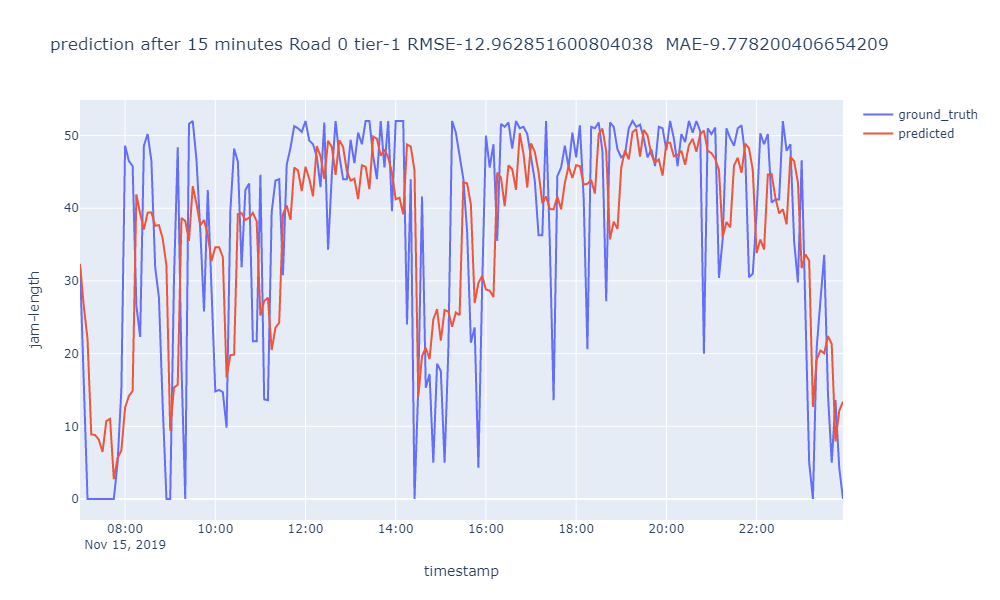 prediction after 15 minutes Road 0 tier-1 RMSE-12.962851600804038  MAE-9.778200406654209
ground_truth
predicted
jam-length
50
40
30
20
10
0
08:00 10:00 12:00 14:00 16:00 18:00 20:00 22:00
Nov 15, 2019
timestamp